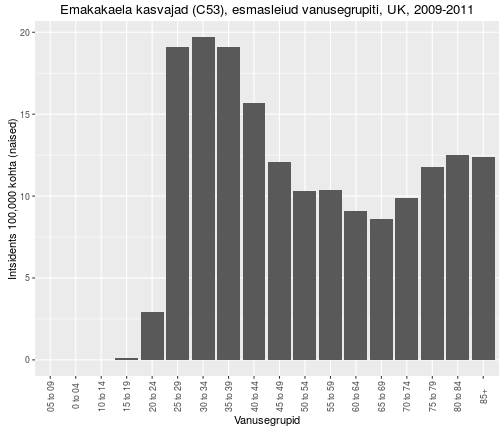 Emakakaela kasvajad (C53), esmasleiud vanusegrupiti, UK, 2009-2011
Intsidents 100,000 kohta (naised)
20
15
10
5
0
05 to 09
0 to 04
10 to 14
15 to 19
20 to 24
25 to 29
30 to 34
35 to 39
40 to 44
45 to 49
50 to 54
55 to 59
60 to 64
65 to 69
70 to 74
75 to 79
80 to 84
85+
Vanusegrupid